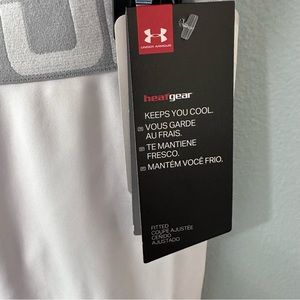 UNDER ARMOUR
heatgear
KEEPS YOU COOL.
VOUS GARDE
AU FRAIS.
TE MANTIENE
FRESCO.
MANTÉM VOCÊ FRIO.
FITTED
COUPE AJUSTÉE
CEÑIDO
AJUSTADO